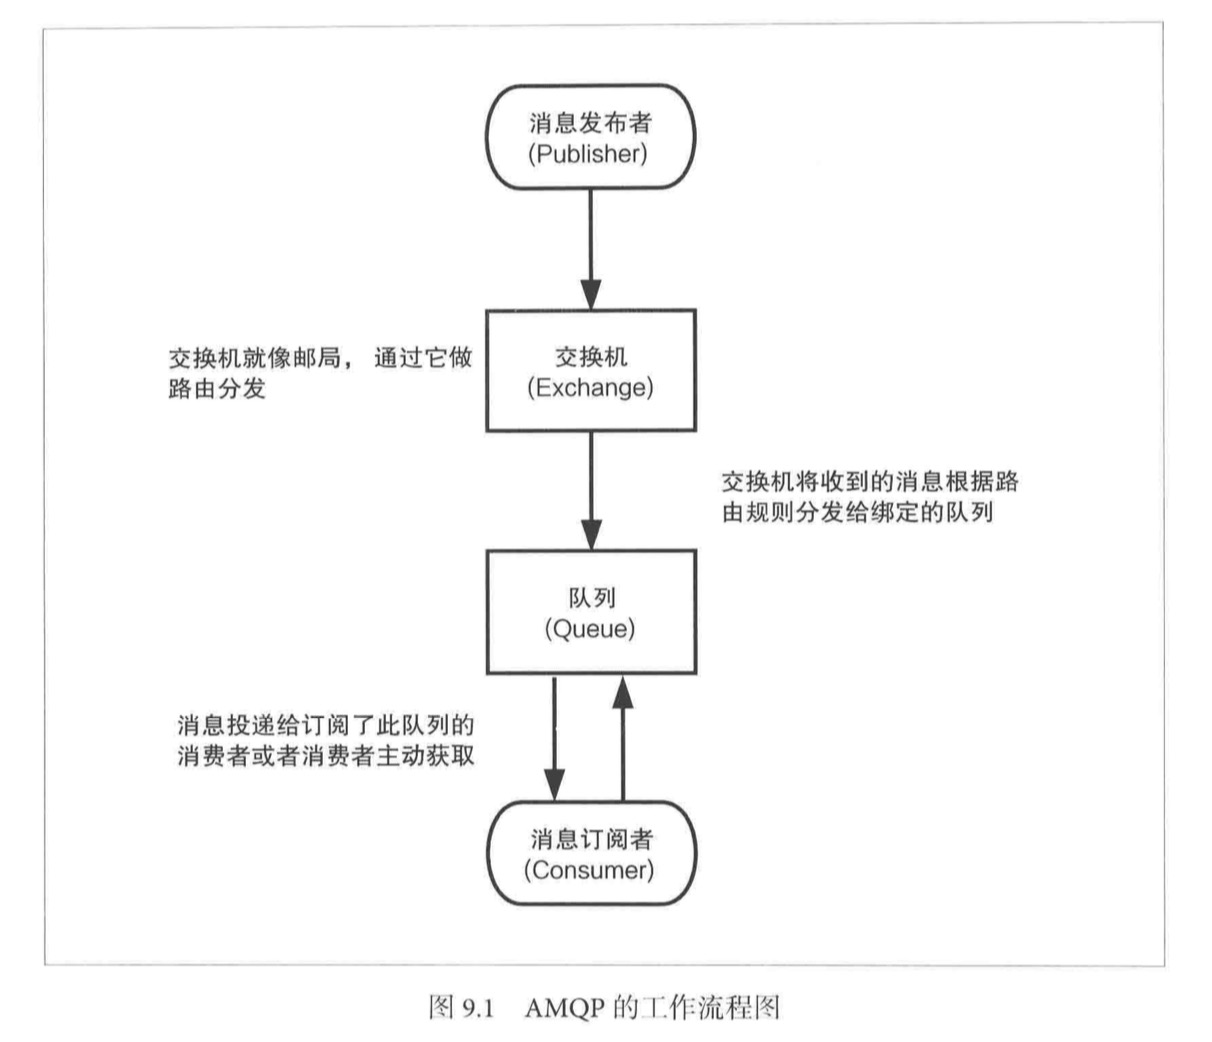 消息发布者
(Publisher)
交换机就像邮局， 通过它做
路由分发
交换机
(Exchange)
交换机将收到的消息根据路
由规则分发给绑定的队列
队列
(Queue)
消息投递给订阅了此队列的
消费者或者消费者主动获取
消息订阅者
(Consumer)
图 9.1 AMQP 的工作流程图